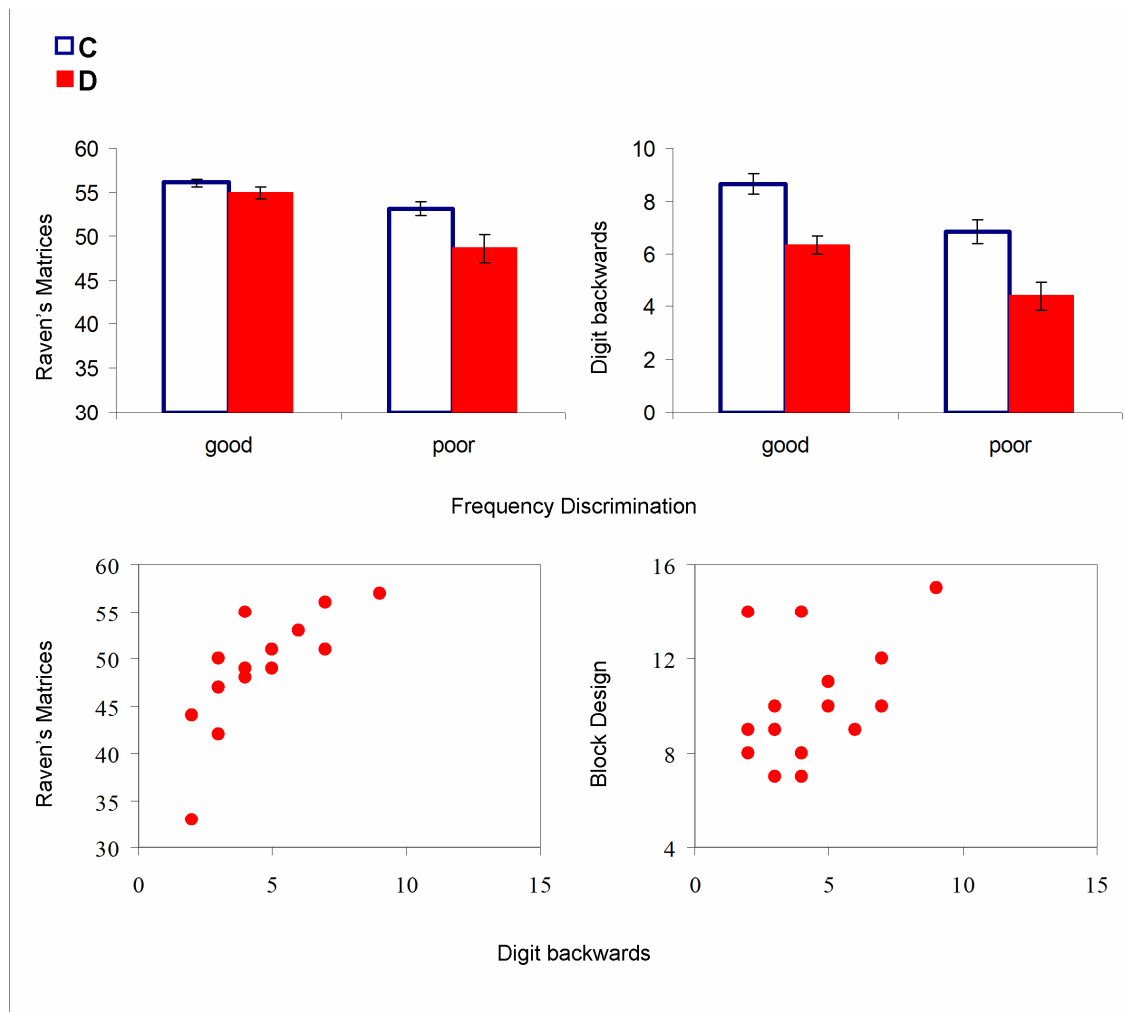 C
D
60
55
50
45
40
35
30
Raven's Matrices
good poor
10
8
6
4
2
0
Digit backwards
good poor
Frequency Discrimination
60
55
50
45
40
35
30
Raven's Matrices
0 5 10 15
16
12
8
4
Block Design
0 5 10 15
Digit backwards